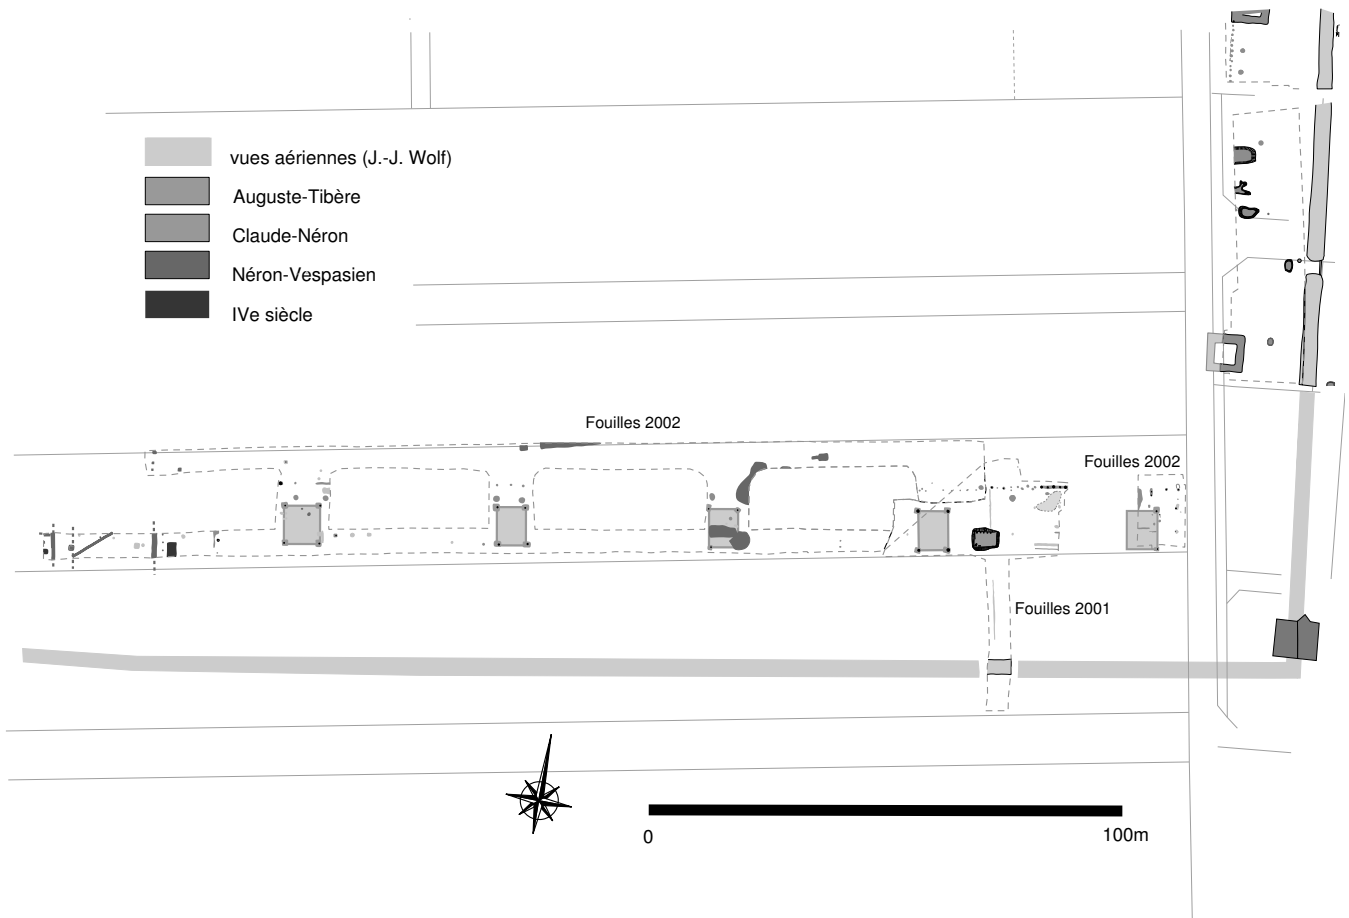 vues aériennes (J.-J. Wolf)
Auguste-Tibère
Claude-Néron
Néron-Vespasien
IVe siècle
Fouilles 2002
Fouilles 2002
Fouilles 2001
0
100m